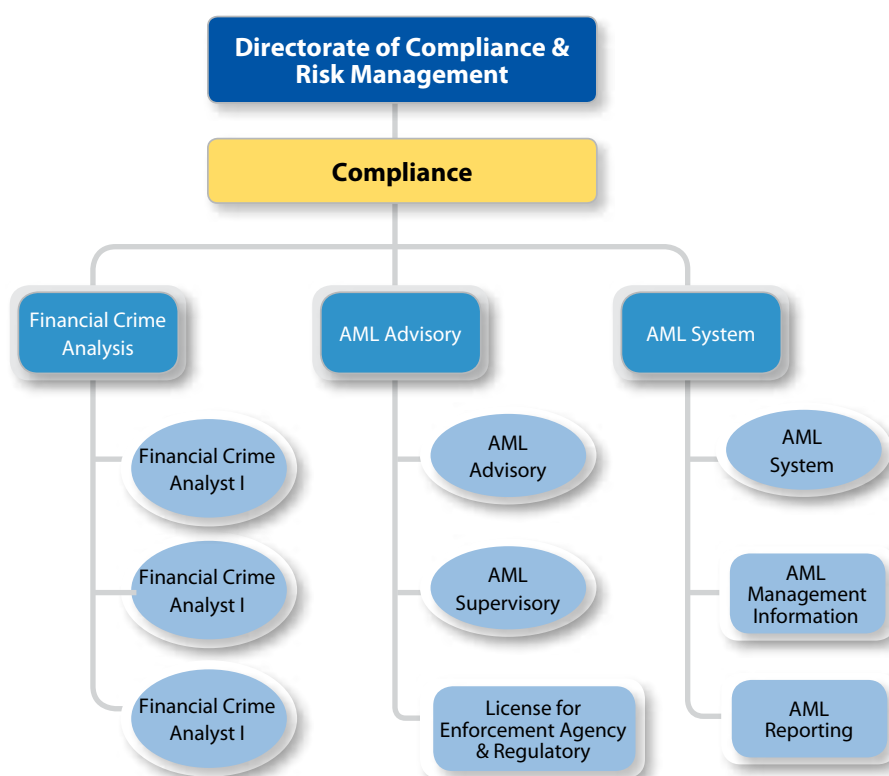 Directorate of Compliance &
Risk Management
Compliance
Financial Crime
Analysis
AML Advisory
AML System
Financial Crime
Analyst I
AML
Advisory
AML
System
Financial Crime
Analyst I
AML
Supervisory
AML
Management
Information
Financial Crime
Analyst I
License for
Enforcement Agency
& Regulatory
AML
Reporting